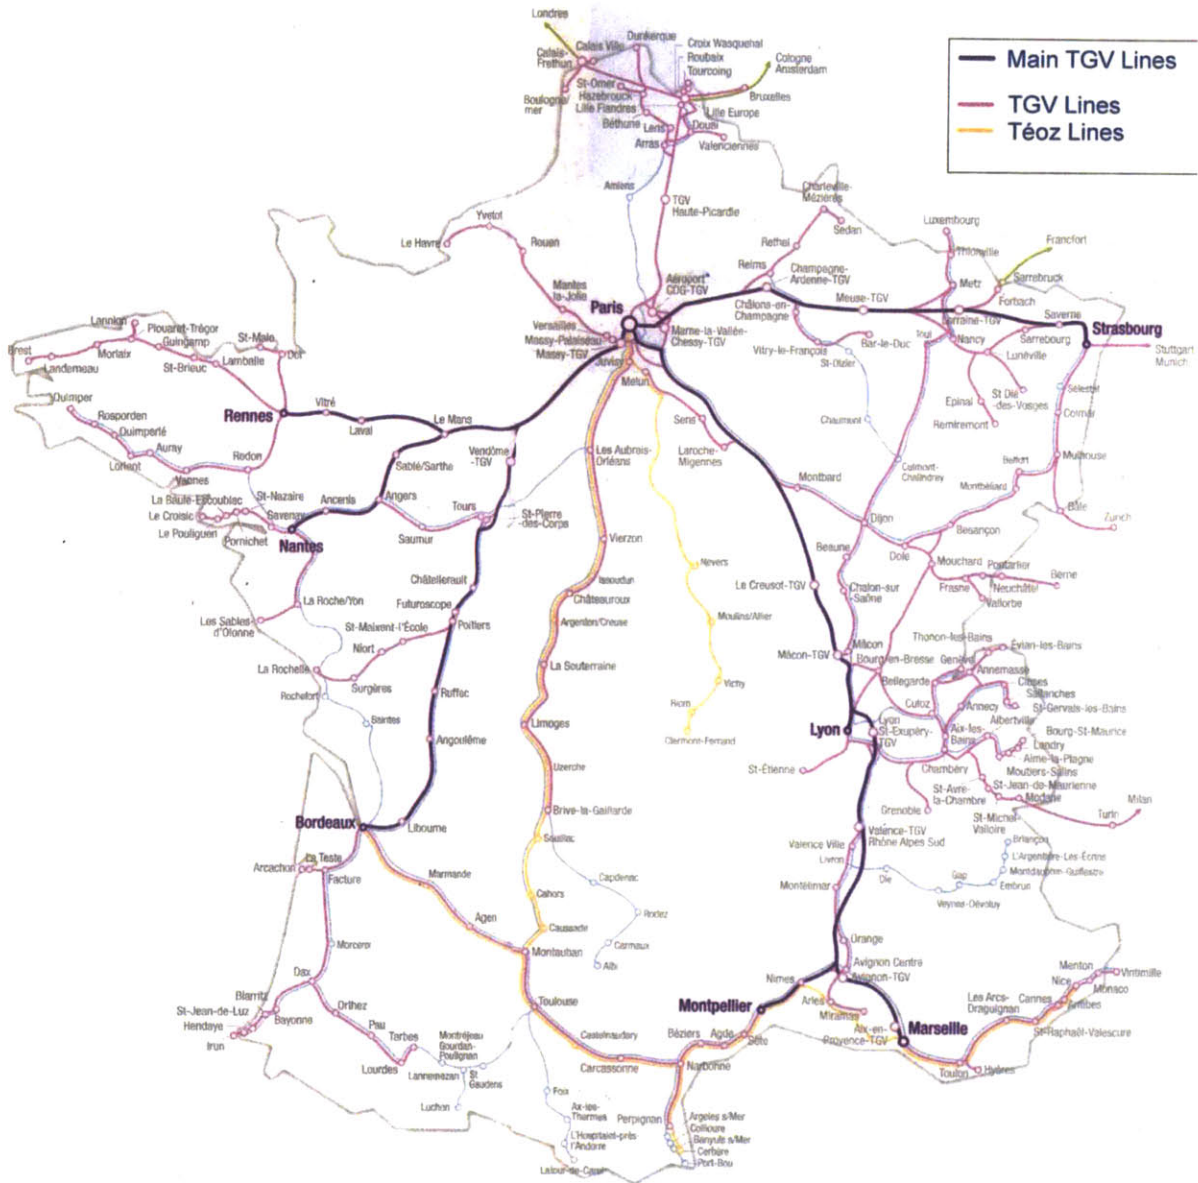 Londres
Calais Ville
Dunkerque
Croix Wasquehal
Roubaix
Tourcoing
Cologne
Amsterdam
Calais-
Frethun
St-Omer
Hazebrouck
Lille Flandres
Boulogne/
mer
Béthune
Lens
Arras
Douai
Lille Europe
Bruxelles
Valenciennes
Main TGV Lines
TGV Lines
Téoz Lines
Amiens
TGV
Haute-Picardie
Charleville-
Mézières
Sedan
Rethel
Reims
Champagne-
Ardenne-TGV
Luxembourg
Thionville
Metz
Francfort
Sarrebruck
Forbach
Yvetot
Le Havre
Rouen
Mantes
la-Jolie
Aéroport
CDG-TGV
Paris
Versailles
Massy-Palaiseau
Massy-TGV
Juvisy
Marne-la-Vallée-
Chessy-TGV
Châlons-en-
Champagne
Meuse-TGV
Lorraine-TGV
Saverne
Strasbourg
Stuttgart
Munich
Vitry-le-François
Bar-le-Duc
St-Dizier
Toul
Nancy
Sarrebourg
Lunéville
Epinal
Remiremont
St Dié
-des-Vosges
Sélestat
Colmar
Mulhouse
Bâle
Zurich
Belfort
Montbéliard
Besançon
Chaumont
Culmont-
Chalindrey
Lannion
Plouaret-Trégor
Guingamp
St-Malo
Dol
Brest
Morlaix
Landerneau
St-Brieuc
Lamballe
Quimper
Rosporden
Quimperlé
Auray
Lorient
Vannes
Redon
Rennes
Vitré
Laval
Le Mans
Sablé/Sarthe
Vendôme
-TGV
Melun
Sens
Laroche-
Migennes
Les Aubrais-
Orléans
La Baule-Escoublac
St-Nazaire
Le Croisic
Le Pouliguen
Pornichet
Savenay
Nantes
Ancenis
Angers
Saumur
Tours
St-Pierre
-des-Corps
Montbard
Dijon
Dole
Vierzon
Issoudun
Châteauroux
Argenton/Creuse
La Souterraine
Limoges
Uzerche
Brive-la-Gaillarde
Nevers
Moulins/Allier
Vichy
Riom
Clermont-Ferrand
Le Creusot-TGV
Beaune
Chalon-sur
-Saône
Mouchard
Frasne
Pontarlier
Neuchâtel
Vallorbe
Berne
Châtellerault
Futuroscope
Poitiers
La Roche/Yon
Les Sables-
d'Olonne
St-Maixent-l'École
Niort
La Rochelle
Surgères
Rochefort
Saintes
Ruffec
Angoulême
Mâcon-TGV
Mâcon
Bourg-en-Bresse
Thonon-les-Bains
Évian-les-Bains
Genève
Annemasse
Bellegarde
Cluses
Sallanches
St-Gervais-les-Bains
Culoz
Annecy
Lyon
Lyon
St-Exupéry-
TGV
Aix-les-
Bains
Albertville
Bourg-St-Maurice
Landry
Aime-la-Plagne
Moutiers-Salins
St-Jean-de-Maurienne
St-Étienne
Chambéry
St-Avre-
la-Chambre
Modane
Grenoble
St-Michel-
Valloire
Turin
Milan
Bordeaux
Libourne
Arcachon
La Teste
Facture
Marmande
Agen
Souillac
Cahors
Caussade
Montauban
Capdenac
Rodez
Carmaux
Albi
Valence-TGV
Rhône Alpes Sud
Valence Ville
Livron
Montélimar
Die
Veynes-Dévoluy
Gap
Embrun
Montdauphin-Guillestre
L'Argentière-Les-Écrins
Briançon
Morcenx
Dax
Biarritz
St-Jean-de-Luz
Hendaye
Irun
Bayonne
Orthez
Pau
Tarbes
Lourdes
Montréjeau
Gourdan-
Polignan
Lannemezan
St
Gaudens
Luchon
Toulouse
Castelnaudary
Carcassonne
Foix
Ax-les-
Thermes
L'Hospitalet-près
l'Andorre
Latour-de-Carol
Montpellier
Nîmes
Béziers
Agde
Sète
Narbonne
Perpignan
Argeles s/Mer
Collioure
Banyuls s/Mer
Cerbère
Port-Bou
Orange
Avignon Centre
Avignon-TGV
Arles
Miramas
Aix-en-
Provence-TGV
Marseille
Toulon
Hyères
Les Arcs-
Draguignan
Cannes
St-Raphaël-Valescure
Antibes
Nice
Menton
Monaco
Vintimille